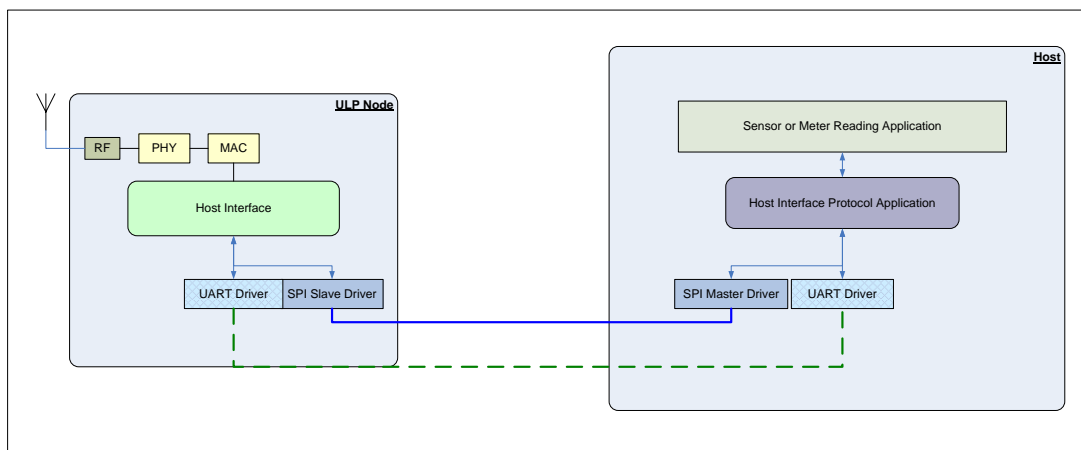 Host
ULP Node
Sensor or Meter Reading Application
RF
PHY
MAC
Host Interface
Host Interface Protocol Application
UART Driver
SPI Slave Driver
SPI Master Driver
UART Driver